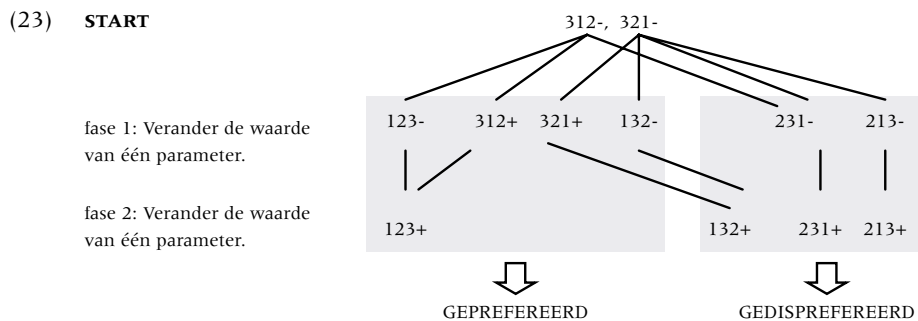 (23) START 312-, 321-
123- 312+ 321+ 132- 231- 213-
fase 1: Verander de waarde
van één parameter.
fase 2: Verander de waarde
van één parameter.
123+ 132+ 231+ 213+
GEPREFEREERD GEDISPREFEREERD